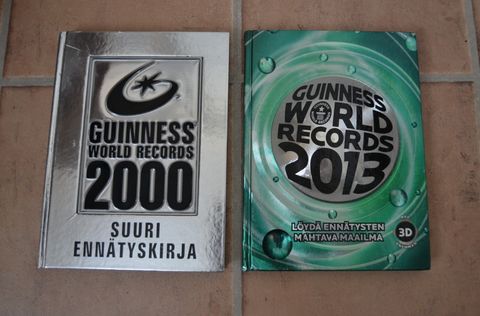 GUINNESS
WORLD RECORDS
2000
SUURI
ENNÄTYSKIRJA
GUINNESS
WORLD
RECORDS
2013
LÖYDÄ ENNÄTYSTEN
MAHTAVA MAAILMA
3D